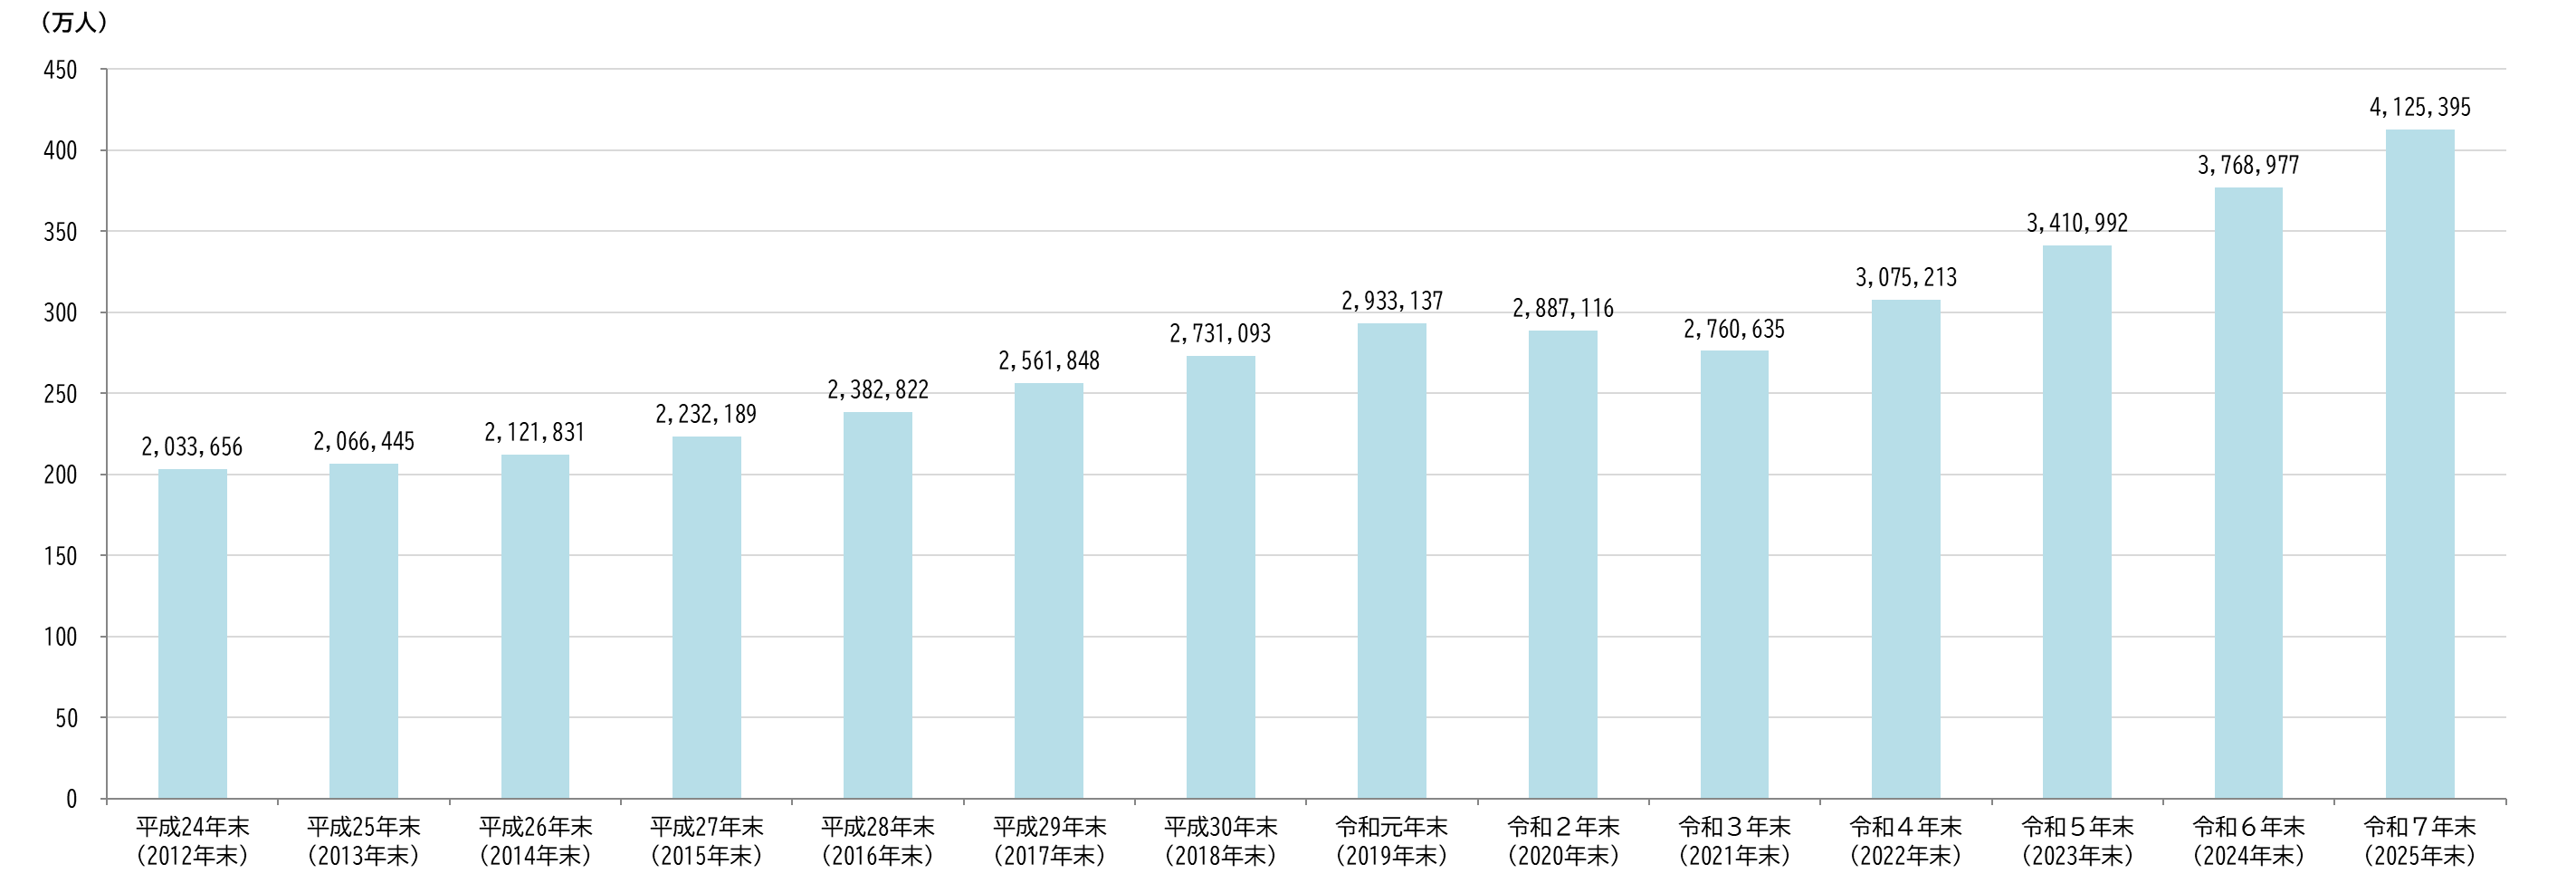 （万人）
450
400
350
300
250
200
150
100
50
0
2,033,656
2,066,445
2,121,831
2,232,189
2,382,822
2,561,848
2,731,093
2,933,137
2,887,116
2,760,635
3,075,213
3,410,992
3,768,977
4,125,395
平成24年末
（2012年末）
平成25年末
（2013年末）
平成26年末
（2014年末）
平成27年末
（2015年末）
平成28年末
（2016年末）
平成29年末
（2017年末）
平成30年末
（2018年末）
令和元年末
（2019年末）
令和２年末
（2020年末）
令和３年末
（2021年末）
令和４年末
（2022年末）
令和５年末
（2023年末）
令和６年末
（2024年末）
令和７年末
（2025年末）